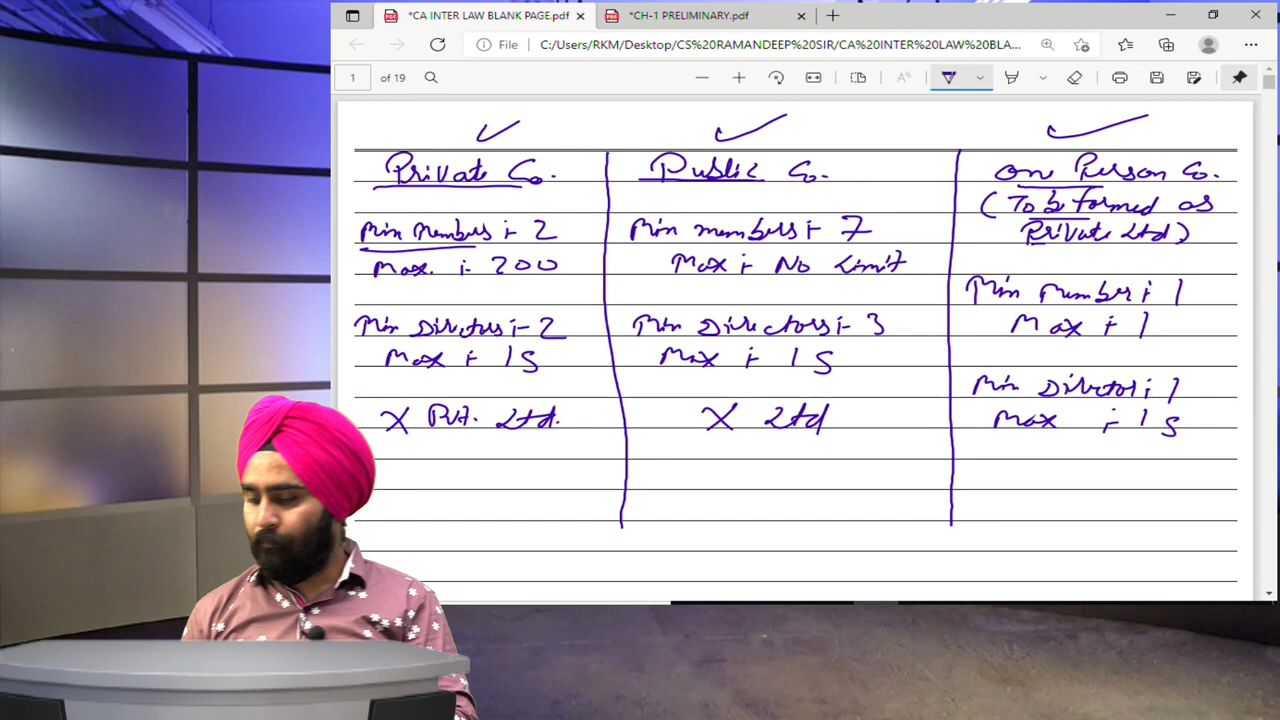 *CA INTER LAW BLANK PAGE.pdf
*CH-1 PRELIMINARY.pdf
File
C:/Users/RKM/Desktop/CS%20RAMANDEEP%20SIR/CA%20INTER%20LAW%20BLA...
1 of 19
Private Co.
Min Members :- 2
Max. :- 200
Min Directors :- 2
Max :- 15
X Pvt. Ltd.
Public Co.
Min members :- 7
Max :- No Limit
Min Directors :- 3
Max :- 15
X Ltd
One Person Co.
(To be formed as
Private Ltd)
Min Member :- 1
Max :- 1
Min Director :- 1
Max :- 15